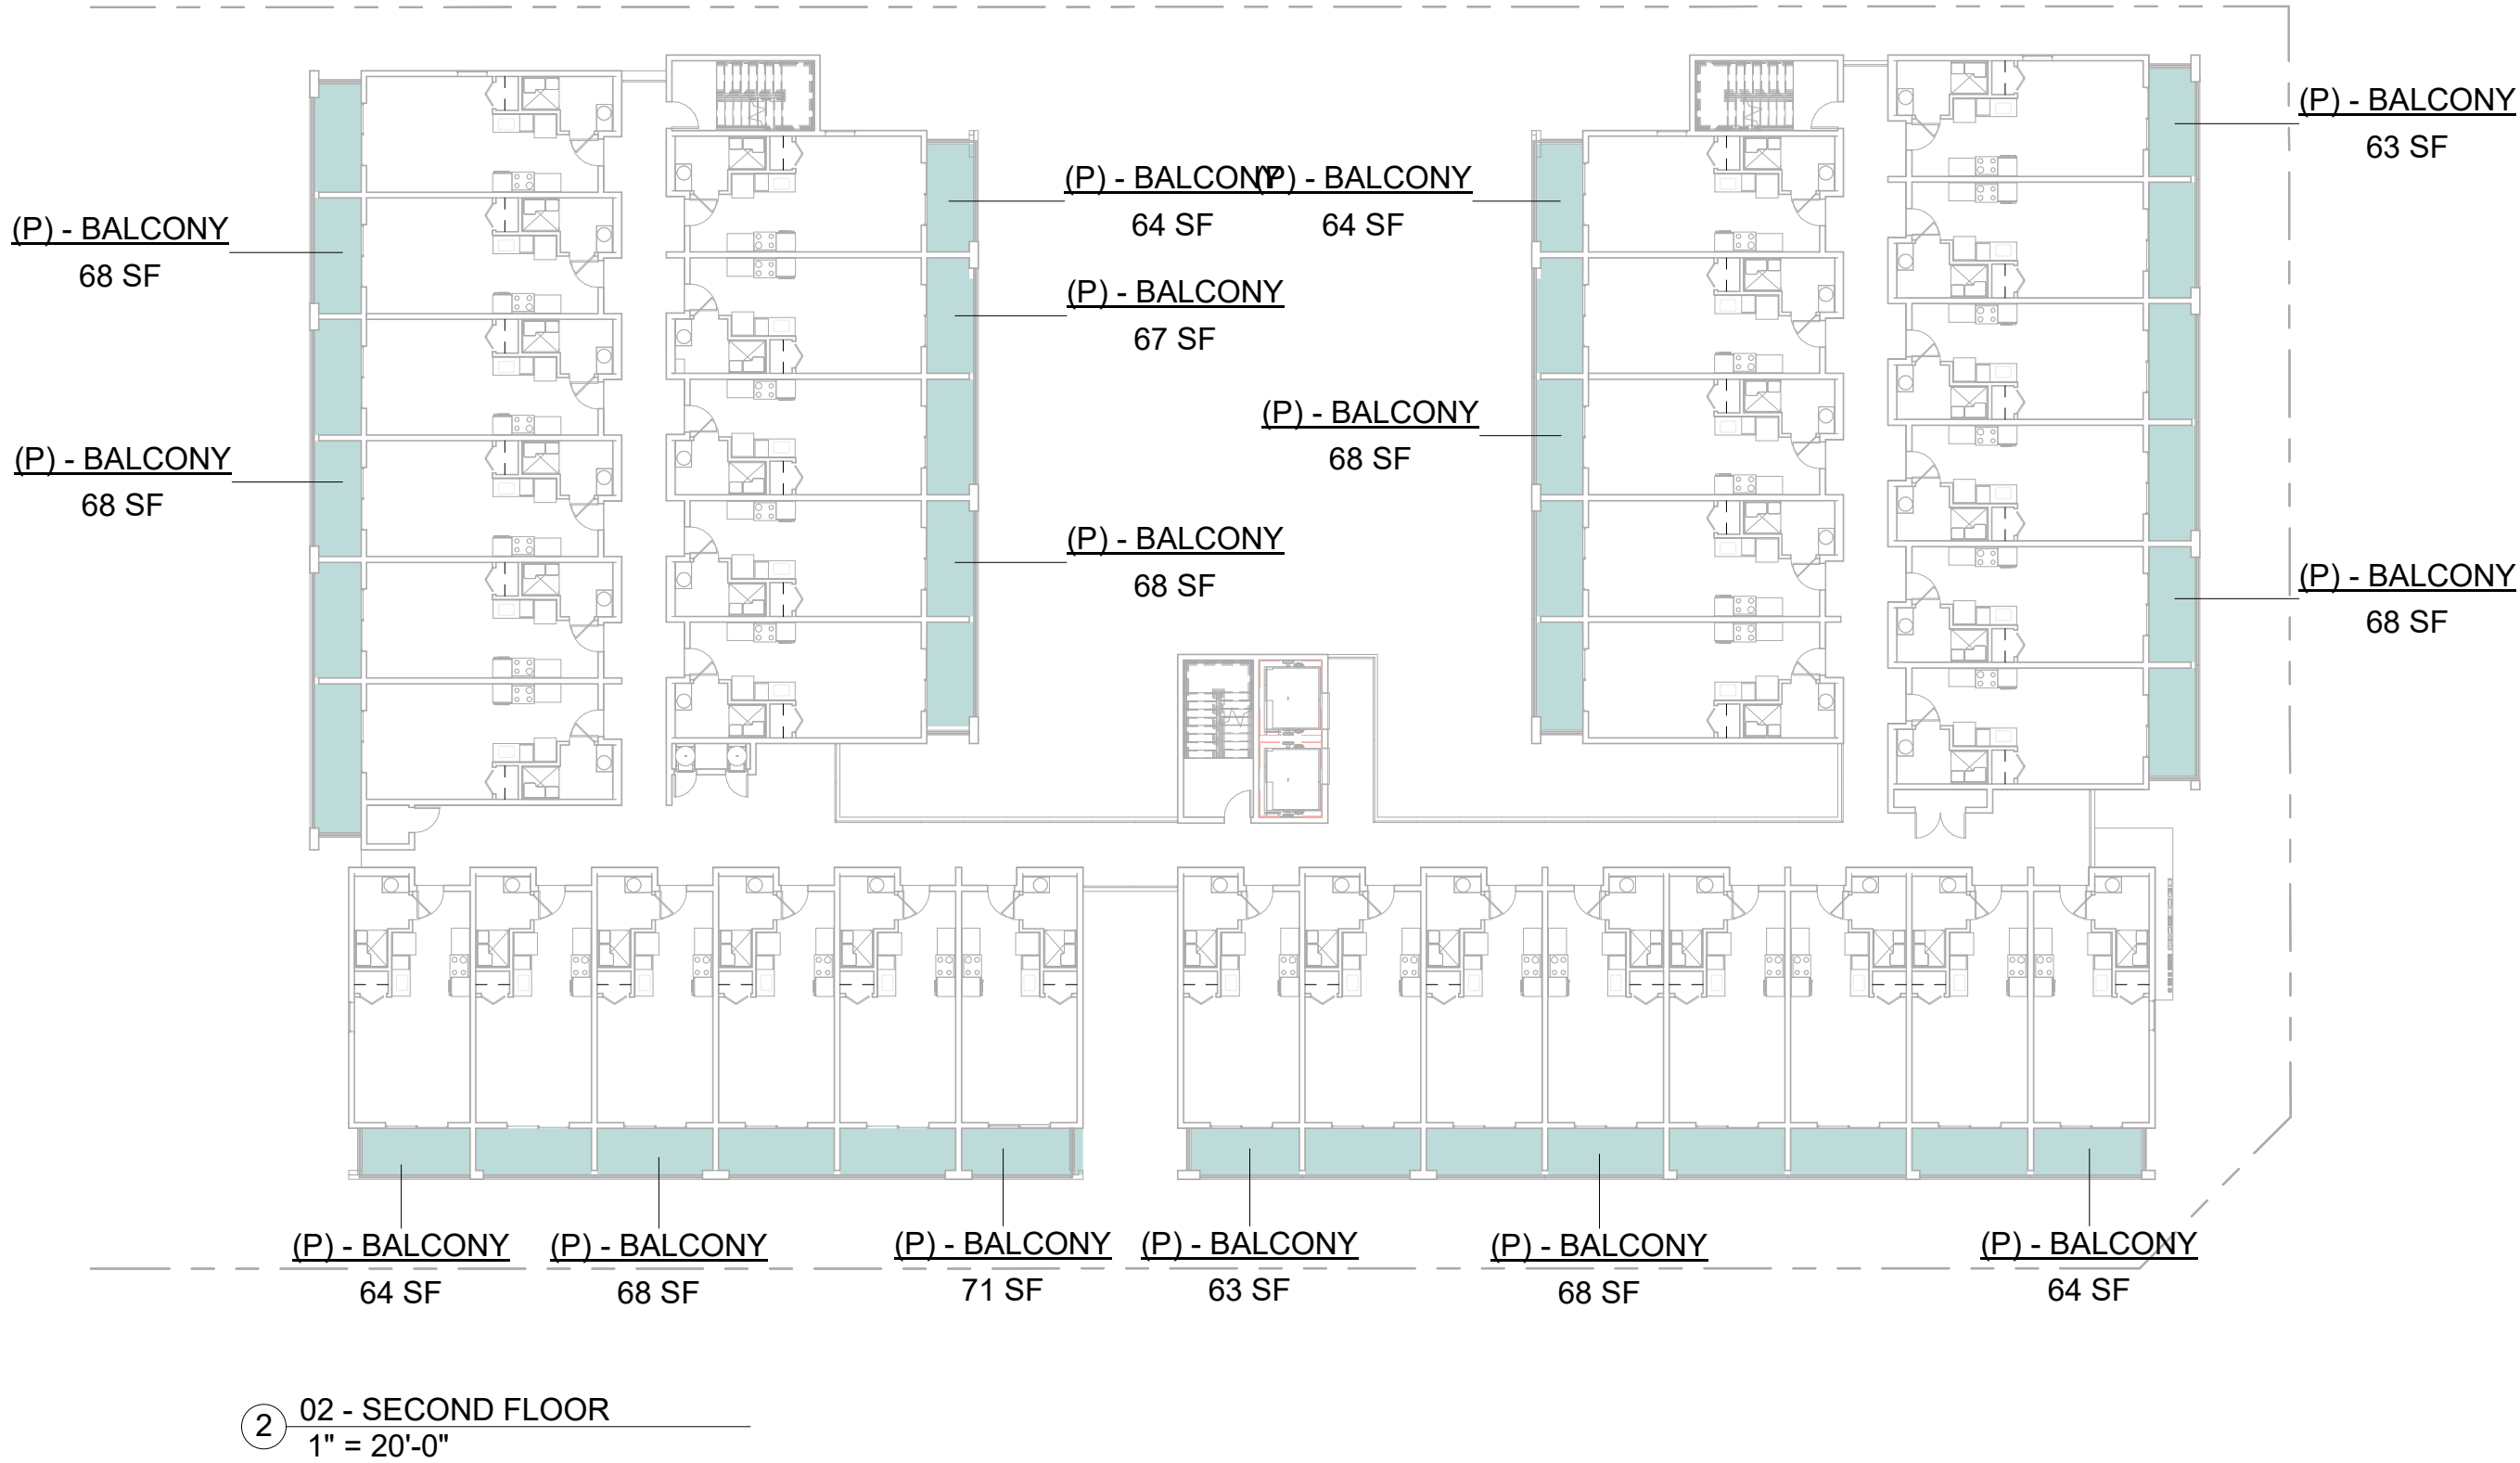 (P) - BALCONY
63 SF
(P) - BALCONY
64 SF
(P) - BALCONY
64 SF
(P) - BALCONY
68 SF
(P) - BALCONY
67 SF
(P) - BALCONY
68 SF
(P) - BALCONY
68 SF
(P) - BALCONY
68 SF
(P) - BALCONY
68 SF
(P) - BALCONY
64 SF
(P) - BALCONY
68 SF
(P) - BALCONY
71 SF
(P) - BALCONY
63 SF
(P) - BALCONY
68 SF
(P) - BALCONY
64 SF
2
02 - SECOND FLOOR
1" = 20'-0"